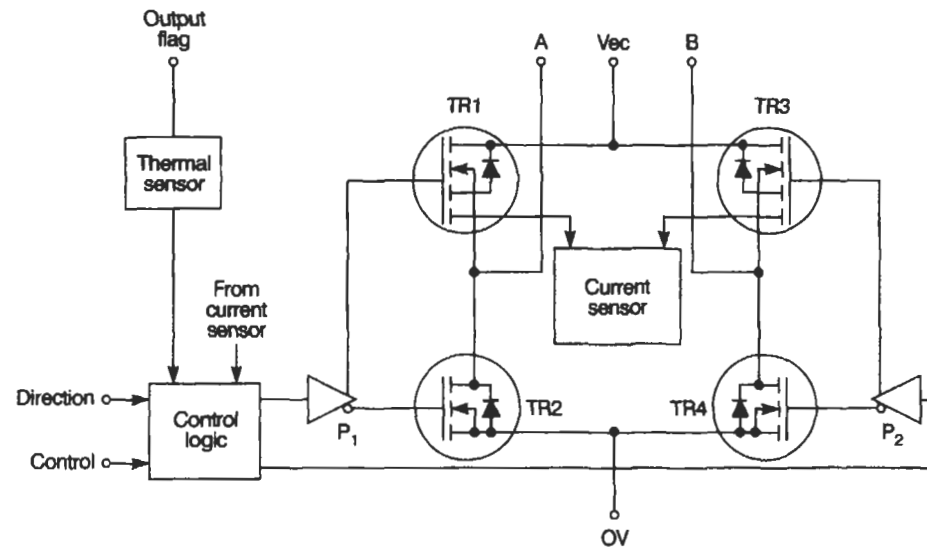 Output
flag
A
Vec
B
TR1
TR3
Thermal
sensor
From
current
sensor
Current
sensor
Direction
Control
logic
Control
P1
TR2
TR4
P2
OV